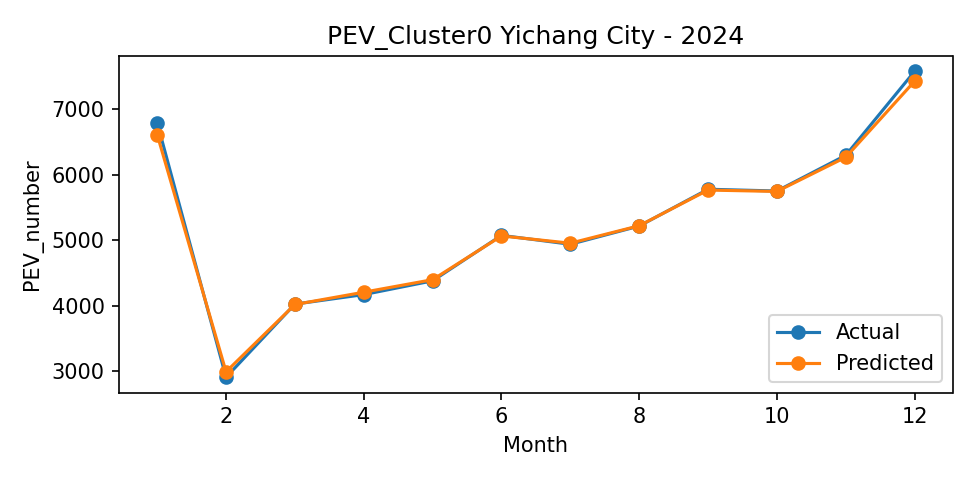 PEV_Cluster0 Yichang City - 2024
PEV_number
7000
6000
5000
4000
3000
2
4
6
8
10
12
Month
Actual
Predicted